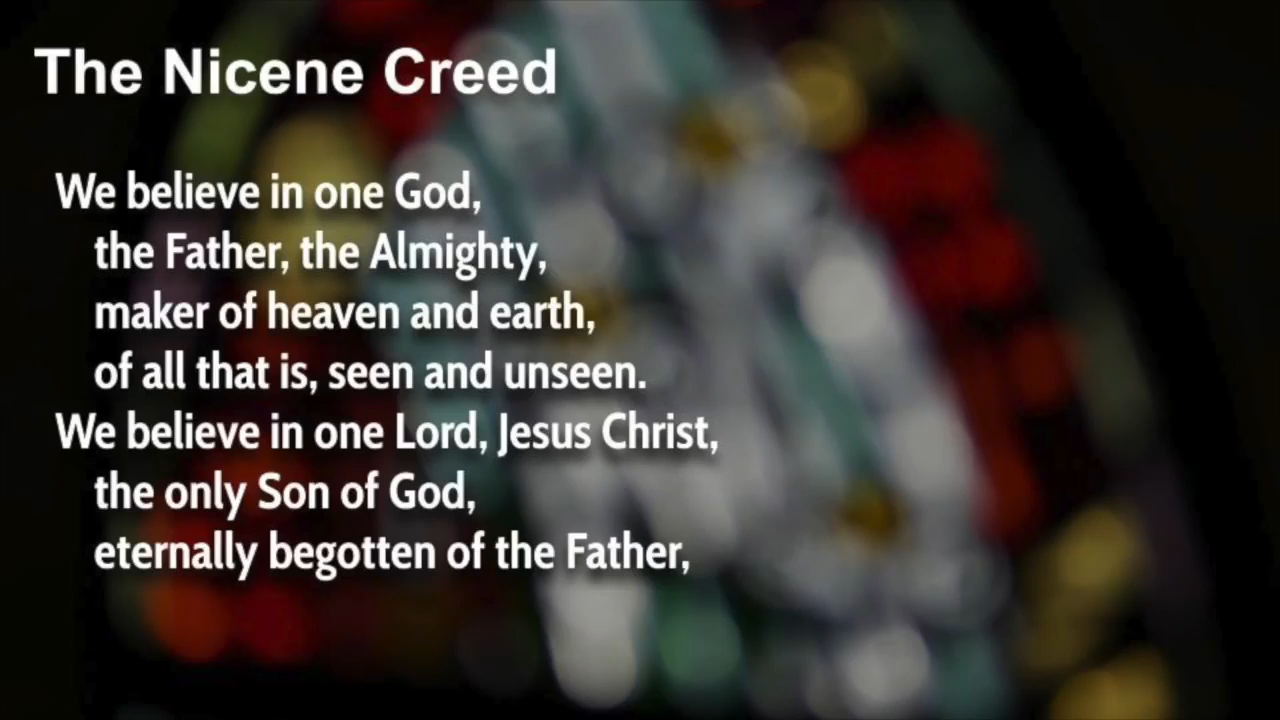 The Nicene Creed
We believe in one God,
the Father, the Almighty,
maker of heaven and earth,
of all that is, seen and unseen.
We believe in one Lord, Jesus Christ,
the only Son of God,
eternally begotten of the Father,